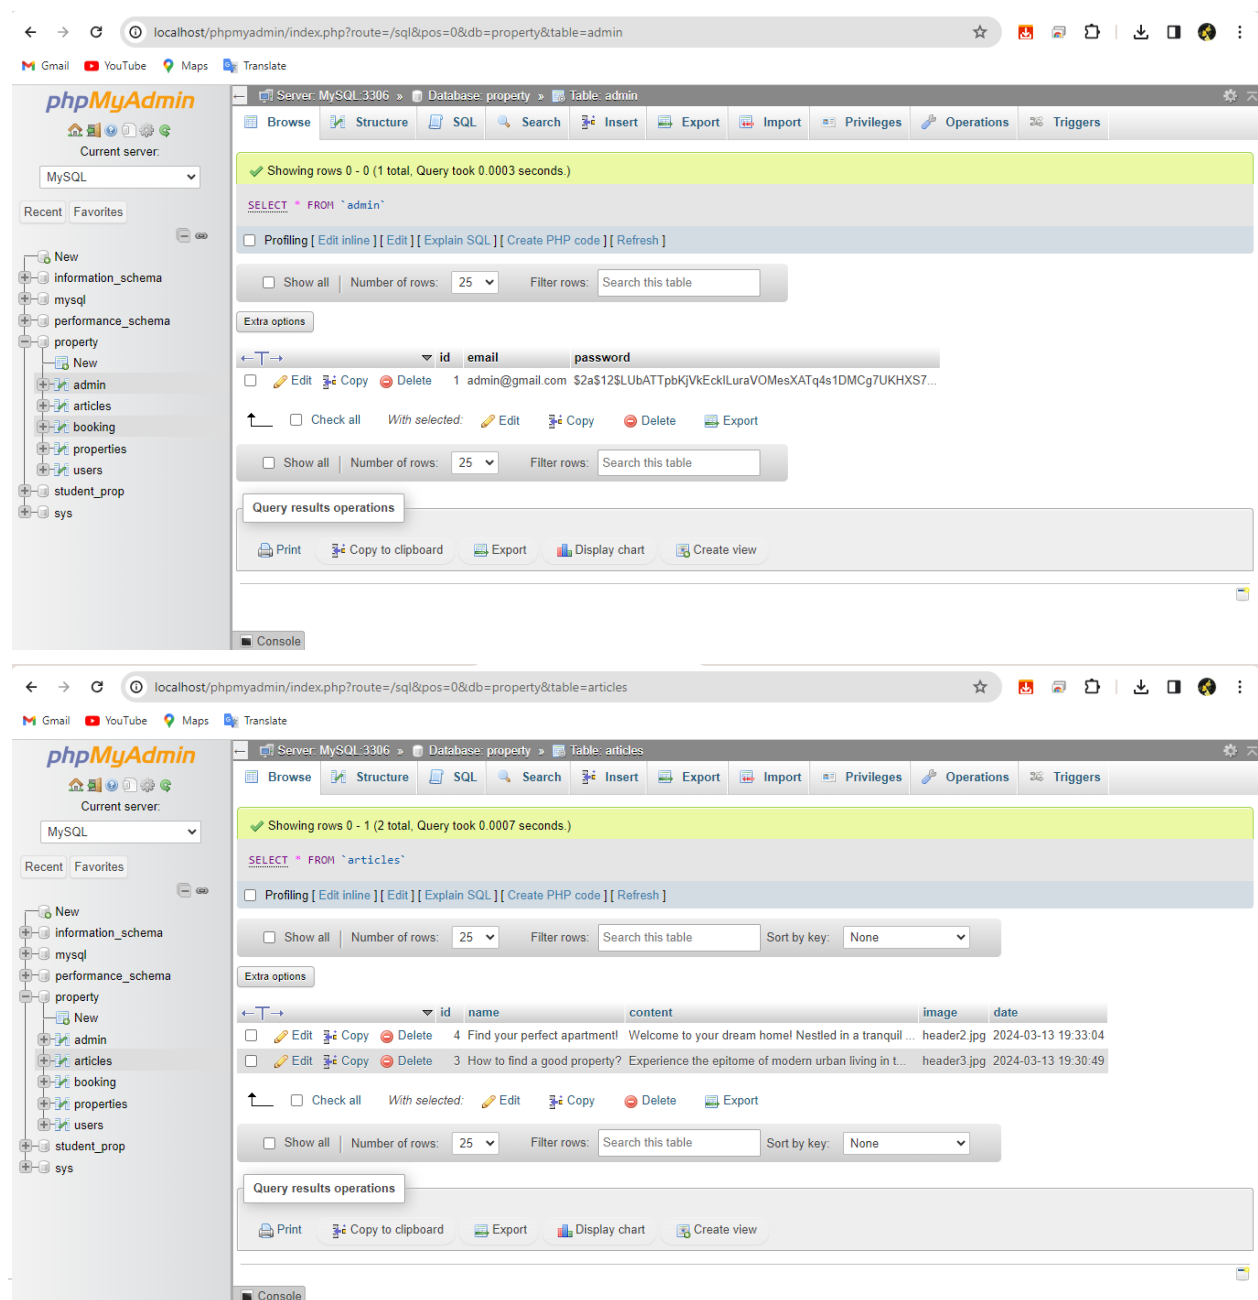 localhost/phpmyadmin/index.php?route=/sql&pos=0&db=property&table=admin
Gmail YouTube Maps Translate
phpMyAdmin
Server: MySQL:3306 » Database: property » Table: admin
Browse Structure SQL Search Insert Export Import Privileges Operations Triggers
Current server:
MySQL
Showing rows 0 - 0 (1 total, Query took 0.0003 seconds.)
Recent Favorites
SELECT * FROM `admin`
Profiling [ Edit inline ] [ Edit ] [ Explain SQL ] [ Create PHP code ] [ Refresh ]
New
information_schema
mysql
performance_schema
property
New
admin
articles
booking
properties
users
student_prop
sys
Show all Number of rows: 25 Filter rows: Search this table
Extra options
id email password
Edit Copy Delete 1 admin@gmail.com $2a$12$LUbATTpbKjVkEckILuraVOMesXATq4s1DMCg7UKHXS7...
Check all With selected: Edit Copy Delete Export
Show all Number of rows: 25 Filter rows: Search this table
Query results operations
Print Copy to clipboard Export Display chart Create view
Console
localhost/phpmyadmin/index.php?route=/sql&pos=0&db=property&table=articles
Gmail YouTube Maps Translate
phpMyAdmin
Server: MySQL:3306 » Database: property » Table: articles
Browse Structure SQL Search Insert Export Import Privileges Operations Triggers
Current server:
MySQL
Showing rows 0 - 1 (2 total, Query took 0.0007 seconds.)
Recent Favorites
SELECT * FROM `articles`
Profiling [ Edit inline ] [ Edit ] [ Explain SQL ] [ Create PHP code ] [ Refresh ]
New
information_schema
mysql
performance_schema
property
New
admin
articles
booking
properties
users
student_prop
sys
Show all Number of rows: 25 Filter rows: Search this table Sort by key: None
Extra options
id name content image date
Edit Copy Delete 4 Find your perfect apartment! Welcome to your dream home! Nestled in a tranquil ... header2.jpg 2024-03-13 19:33:04
Edit Copy Delete 3 How to find a good property? Experience the epitome of modern urban living in t... header3.jpg 2024-03-13 19:30:49
Check all With selected: Edit Copy Delete Export
Show all Number of rows: 25 Filter rows: Search this table Sort by key: None
Query results operations
Print Copy to clipboard Export Display chart Create view
Console